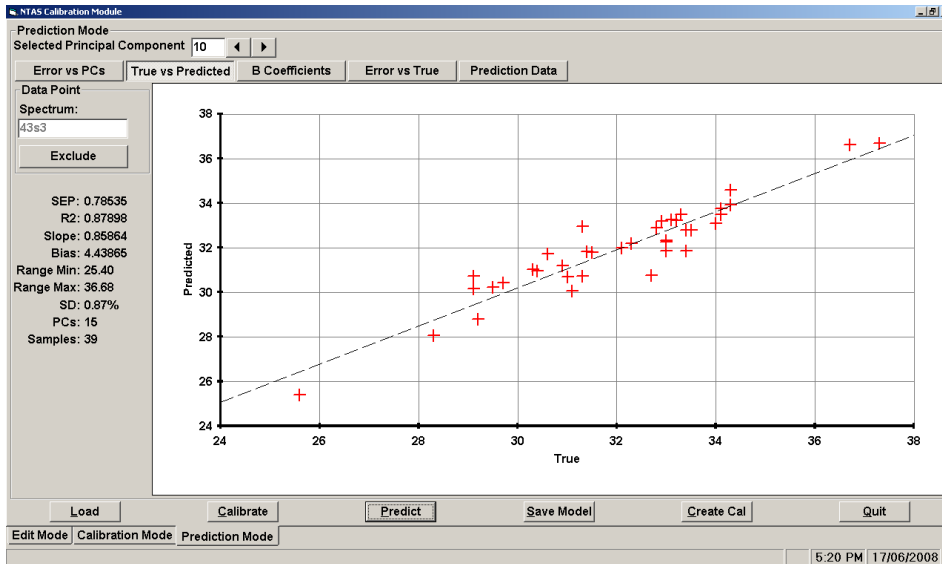 NTAS Calibration Module
Prediction Mode
Selected Principal Component 10
Error vs PCs True vs Predicted B Coefficients Error vs True Prediction Data
Data Point
Spectrum:
43s3
Exclude
SEP: 0.78535
R2: 0.87898
Slope: 0.85864
Bias: 4.43865
Range Min: 25.40
Range Max: 36.68
SD: 0.87%
PCs: 15
Samples: 39
38
36
34
32
30
28
26
24
Predicted
24 26 28 30 32 34 36 38
True
Load Calibrate Predict Save Model Create Cal Quit
Edit Mode Calibration Mode Prediction Mode
5:20 PM 17/06/2008